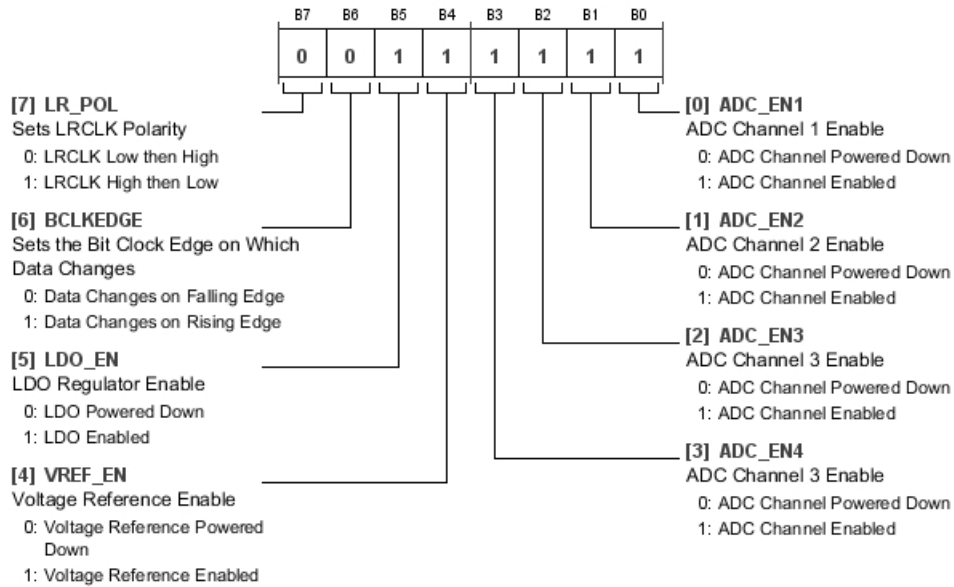 B7 B6 B5 B4 B3 B2 B1 B0
0 0 1 1 1 1 1 1
[7] LR_POL
Sets LRCLK Polarity
0: LRCLK Low then High
1: LRCLK High then Low
[6] BCLKEDGE
Sets the Bit Clock Edge on Which
Data Changes
0: Data Changes on Falling Edge
1: Data Changes on Rising Edge
[5] LDO_EN
LDO Regulator Enable
0: LDO Powered Down
1: LDO Enabled
[4] VREF_EN
Voltage Reference Enable
0: Voltage Reference Powered
Down
1: Voltage Reference Enabled
[0] ADC_EN1
ADC Channel 1 Enable
0: ADC Channel Powered Down
1: ADC Channel Enabled
[1] ADC_EN2
ADC Channel 2 Enable
0: ADC Channel Powered Down
1: ADC Channel Enabled
[2] ADC_EN3
ADC Channel 3 Enable
0: ADC Channel Powered Down
1: ADC Channel Enabled
[3] ADC_EN4
ADC Channel 3 Enable
0: ADC Channel Powered Down
1: ADC Channel Enabled